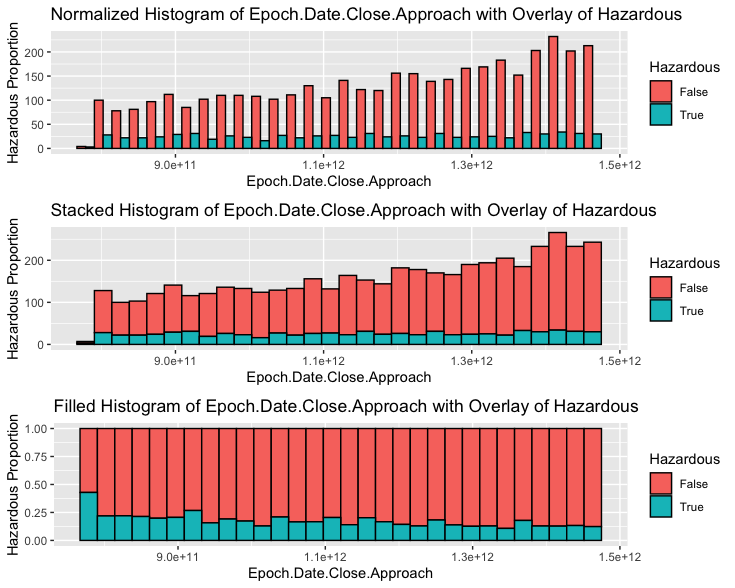 Normalized Histogram of Epoch.Date.Close.Approach with Overlay of Hazardous
Hazardous Proportion
200
150
100
50
0
9.0e+11
1.1e+12
1.3e+12
1.5e+12
Epoch.Date.Close.Approach
Hazardous
False
True
Stacked Histogram of Epoch.Date.Close.Approach with Overlay of Hazardous
Hazardous Proportion
200
100
0
9.0e+11
1.1e+12
1.3e+12
1.5e+12
Epoch.Date.Close.Approach
Hazardous
False
True
Filled Histogram of Epoch.Date.Close.Approach with Overlay of Hazardous
Hazardous Proportion
1.00
0.75
0.50
0.25
0.00
9.0e+11
1.1e+12
1.3e+12
1.5e+12
Epoch.Date.Close.Approach
Hazardous
False
True